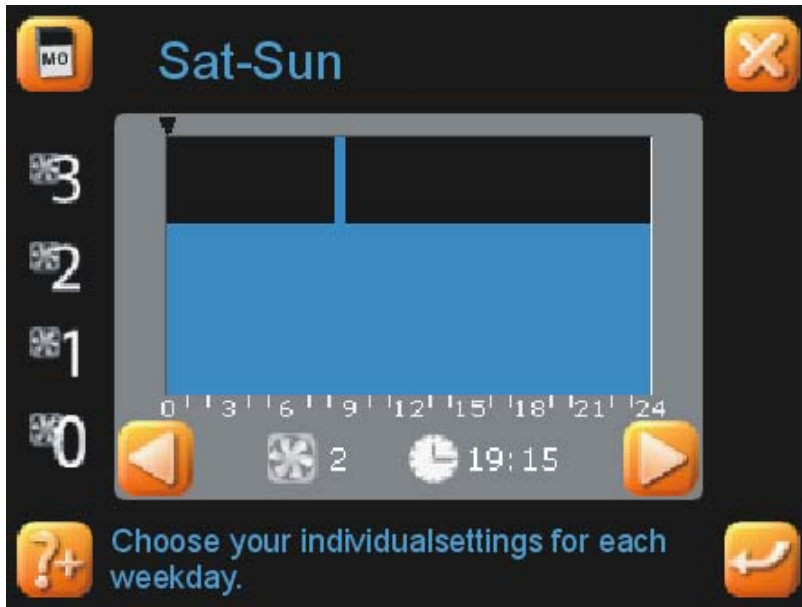 MO
Sat-Sun
3
2
1
0
0 3 6 9 12 15 18 21 24
2 19:15
?+
Choose your individualsettings for each
weekday.